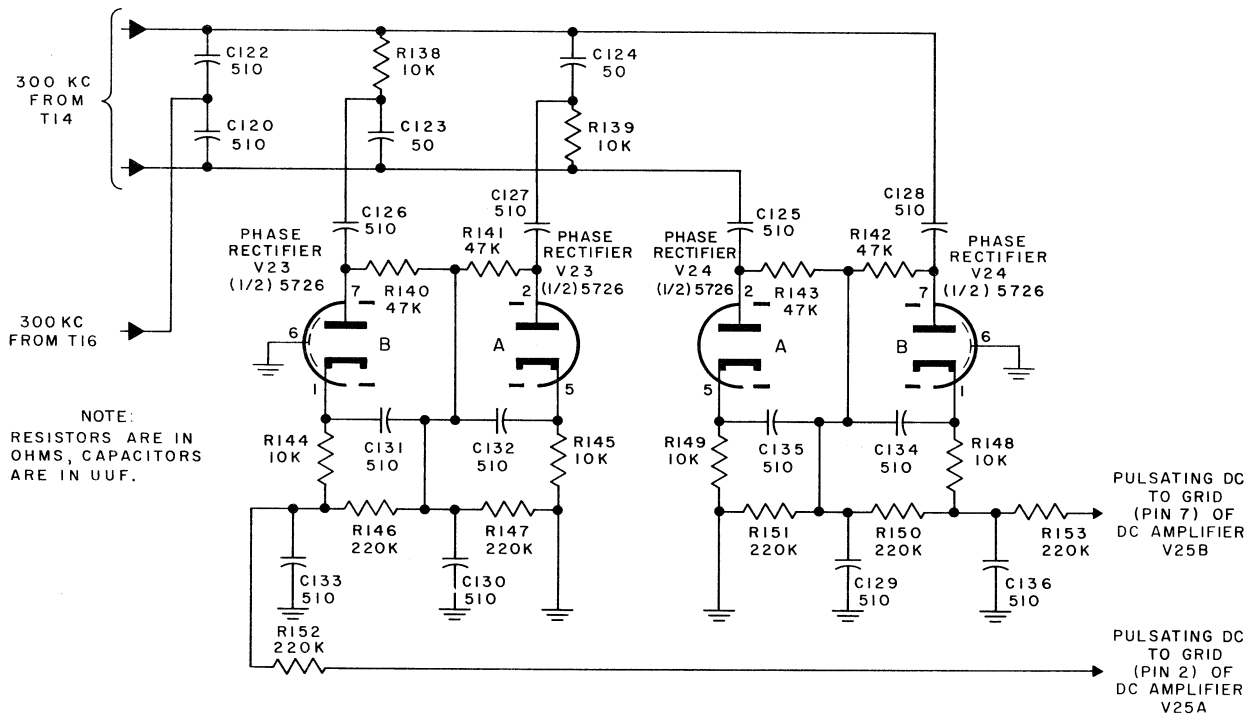 300 KC
FROM
T14
C122
510
C120
510
R138
10K
C123
50
C124
50
R139
10K
C126
510
C127
510
C125
510
C128
510
PHASE
RECTIFIER
V23
(1/2) 5726
R141
47K
PHASE
RECTIFIER
V23
(1/2) 5726
PHASE
RECTIFIER
V24
(1/2) 5726
R142
47K
PHASE
RECTIFIER
V24
(1/2) 5726
7
R140
47K
2
2
R143
47K
7
300KC
FROM T16
6
B
A
A
B
6
1
5
5
1
NOTE:
RESISTORS ARE IN
OHMS, CAPACITORS
ARE IN UUF.
R144
10K
C131
510
C132
510
R145
10K
R149
10K
C135
510
C134
510
R148
10K
R146
220K
R147
220K
R151
220K
R150
220K
R153
220K
PULSATING DC
TO GRID
(PIN 7) OF
DC AMPLIFIER
V25B
C133
510
C130
510
C129
510
C136
510
R152
220K
PULSATING DC
TO GRID
(PIN 2) OF
DC AMPLIFIER
V25A